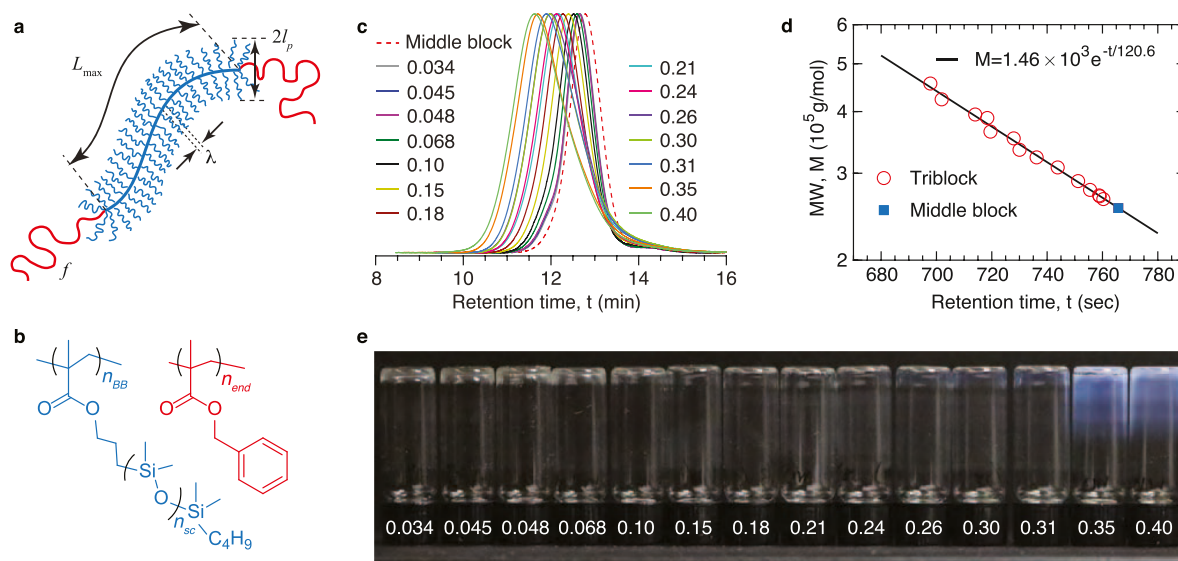 a
L_max
2l_p
λ
f
b
n_BB
n_end
O
O
O
O
Si
O
Si
n_sc
C4H9
c
Middle block
0.034
0.045
0.048
0.068
0.10
0.15
0.18
0.21
0.24
0.26
0.30
0.31
0.35
0.40
8 10 12 14 16
Retention time, t (min)
d
M=1.46 × 10^3e^-t/120.6
6
5
4
3
2
MW, M (10^5 g/mol)
Triblock
Middle block
680 700 720 740 760 780
Retention time, t (sec)
e
0.034 0.045 0.048 0.068 0.10 0.15 0.18 0.21 0.24 0.26 0.30 0.31 0.35 0.40